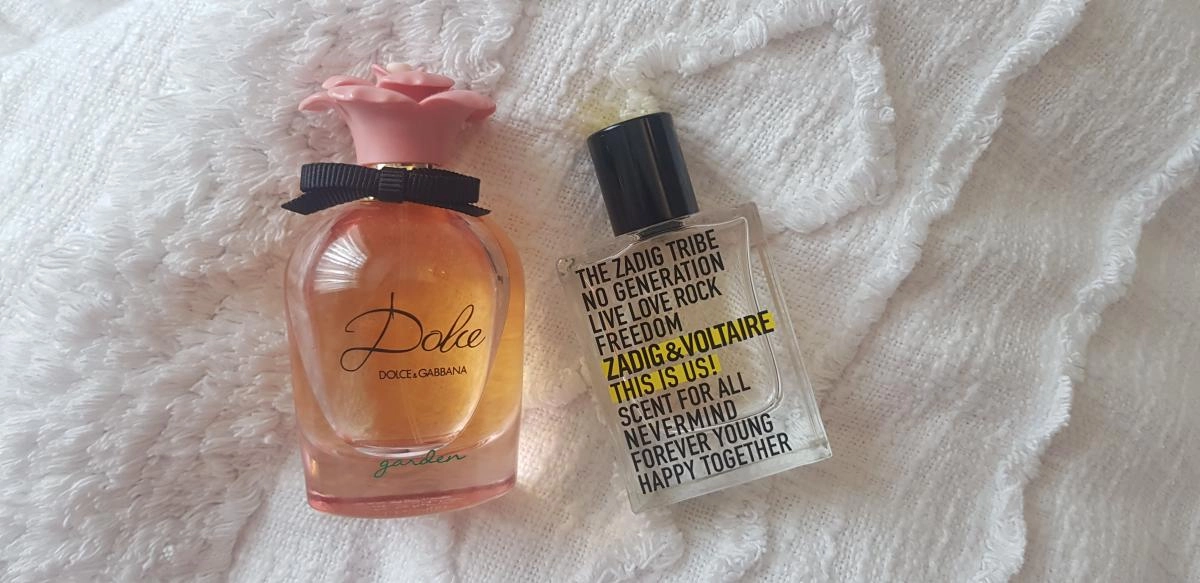 Dolce
DOLCE & GABBANA
garden
THE ZADIG TRIBE
NO GENERATION
LIVE LOVE ROCK
FREEDOM
ZADIG & VOLTAIRE
THIS IS US!
SCENT FOR ALL
NEVERMIND
FOREVER YOUNG
HAPPY TOGETHER